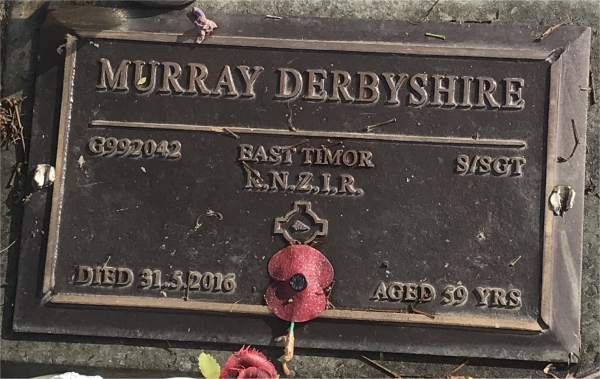 MURRAY DERBYSHIRE
G992042 EAST TIMOR S/SGT
R.N.Z.I.R.
DIED 31.5.2016 AGED 59 YRS